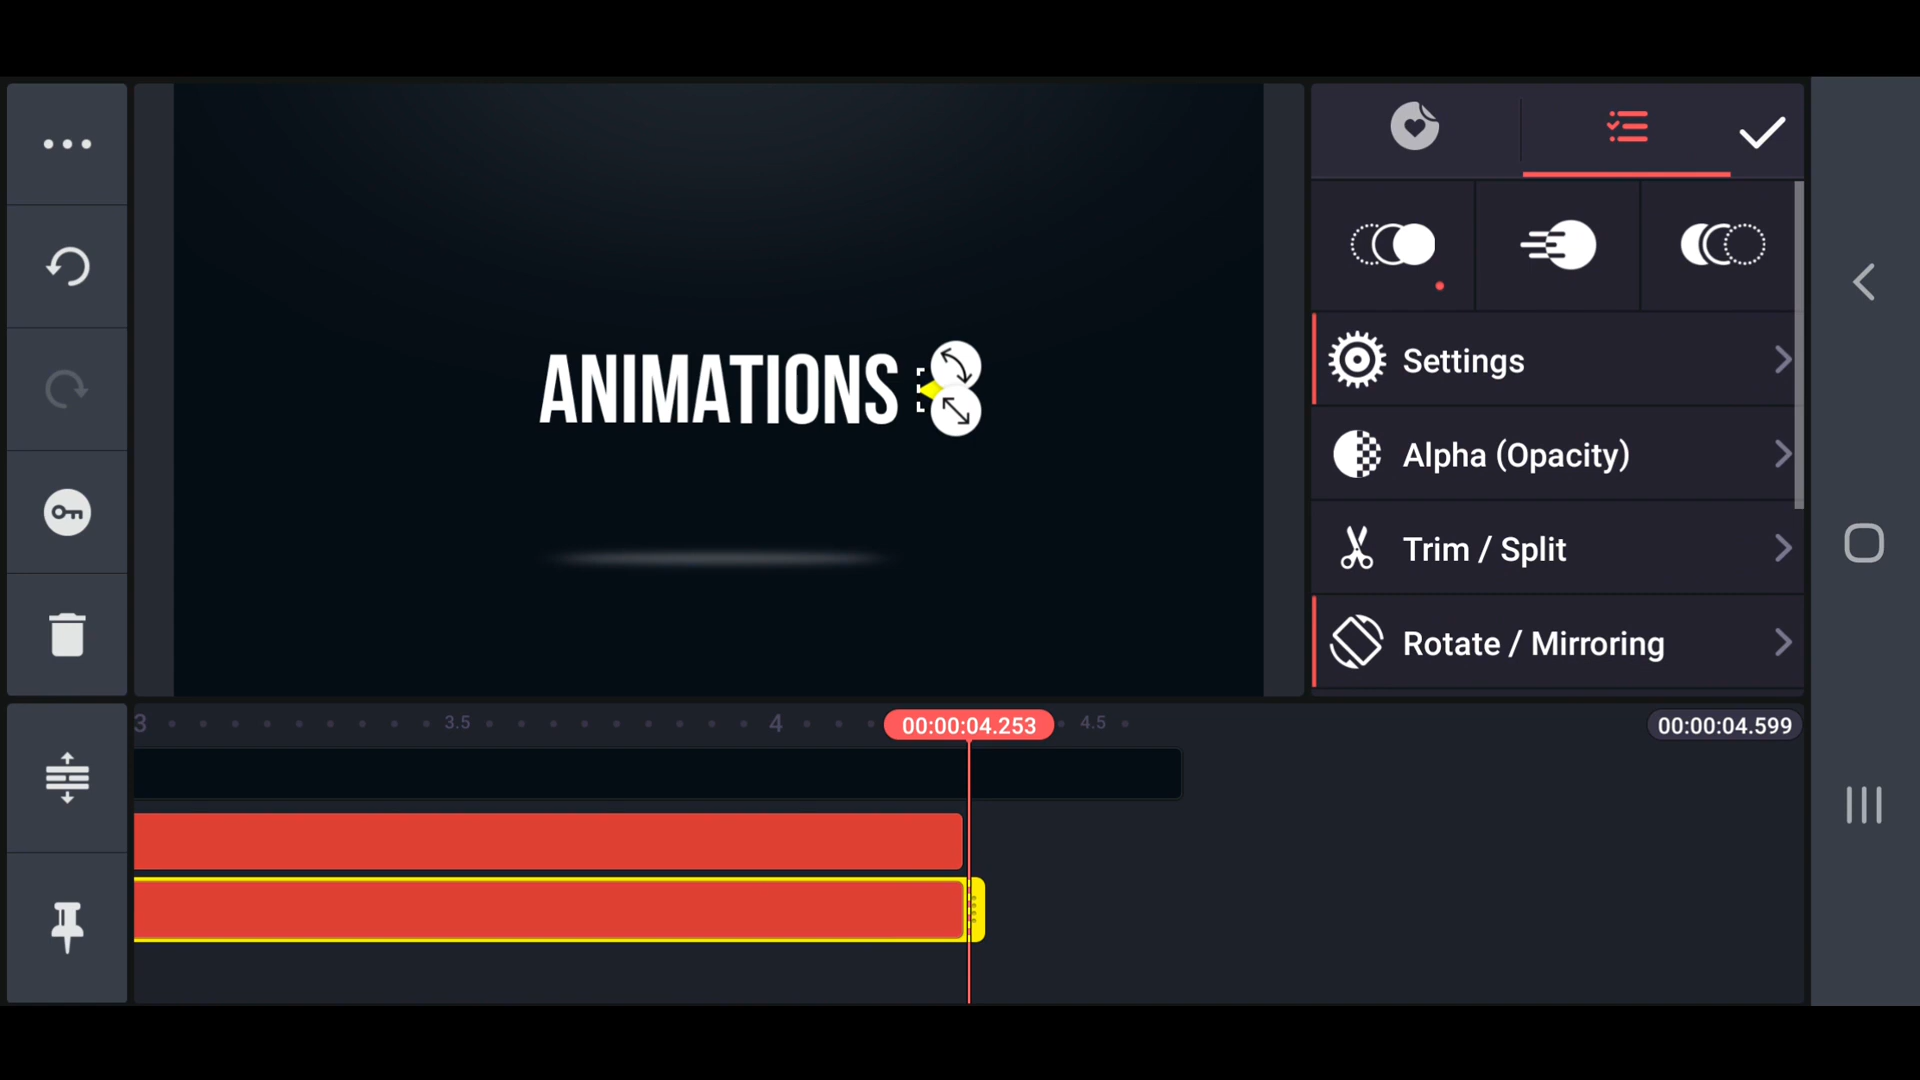 ANIMATIONS
Settings
Alpha (Opacity)
Trim / Split
Rotate / Mirroring
3 3.5 4 00:00:04.253 4.5 00:00:04.599